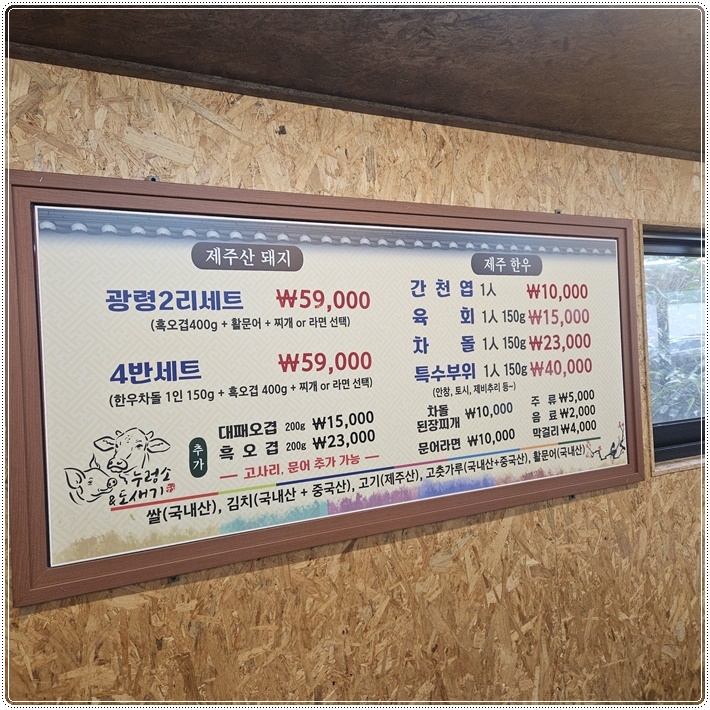 제주산 돼지
광령2리세트 ₩59,000
(흑오겹400g + 활문어 + 찌개 or 라면 선택)
4반세트 ₩59,000
(한우차돌 1인 150g + 흑오겹 400g + 찌개 or 라면 선택)
추가
대패오겹 200g ₩15,000
흑오겹 200g ₩23,000
— 고사리, 문어 추가 가능 —
누렁소
&도새기
제주 한우
간천엽 1人 ₩10,000
육회 1人 150g ₩15,000
차돌 1人 150g ₩23,000
특수부위 1人 150g ₩40,000
(안창, 토시, 제비추리 등~)
차돌
된장찌개 ₩10,000
문어라면 ₩10,000
주류 ₩5,000
음료 ₩2,000
막걸리 ₩4,000
쌀(국내산), 김치(국내산 + 중국산), 고기(제주산), 고춧가루(국내산+중국산), 활문어(국내산)